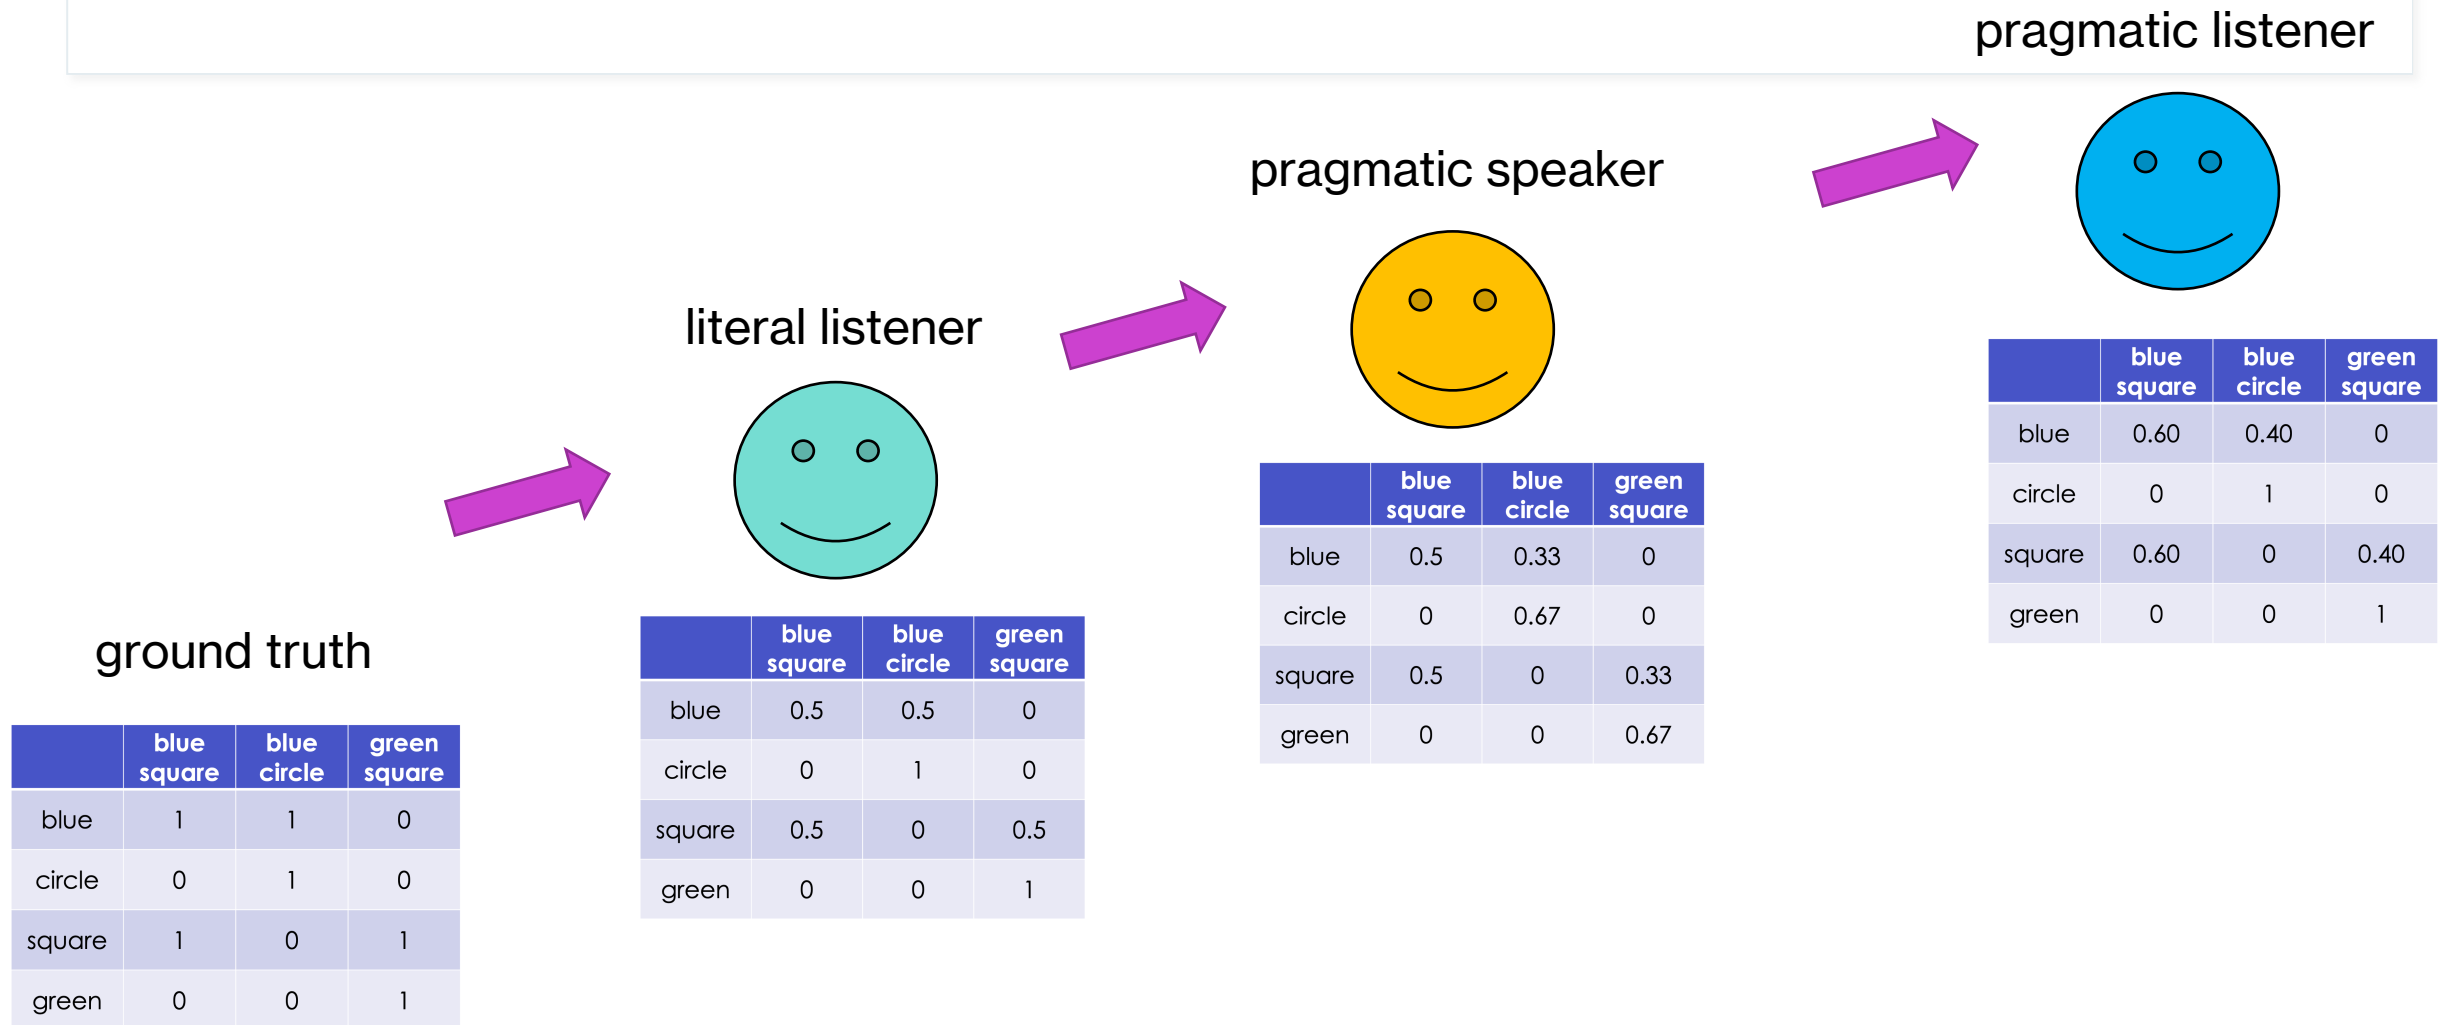 pragmatic listener
pragmatic speaker
literal listener
ground truth
blue square blue circle green square
blue 1 1 0
circle 0 1 0
square 1 0 1
green 0 0 1
blue square blue circle green square
blue 0.5 0.5 0
circle 0 1 0
square 0.5 0 0.5
green 0 0 1
blue square blue circle green square
blue 0.5 0.33 0
circle 0 0.67 0
square 0.5 0 0.33
green 0 0 0.67
blue square blue circle green square
blue 0.60 0.40 0
circle 0 1 0
square 0.60 0 0.40
green 0 0 1